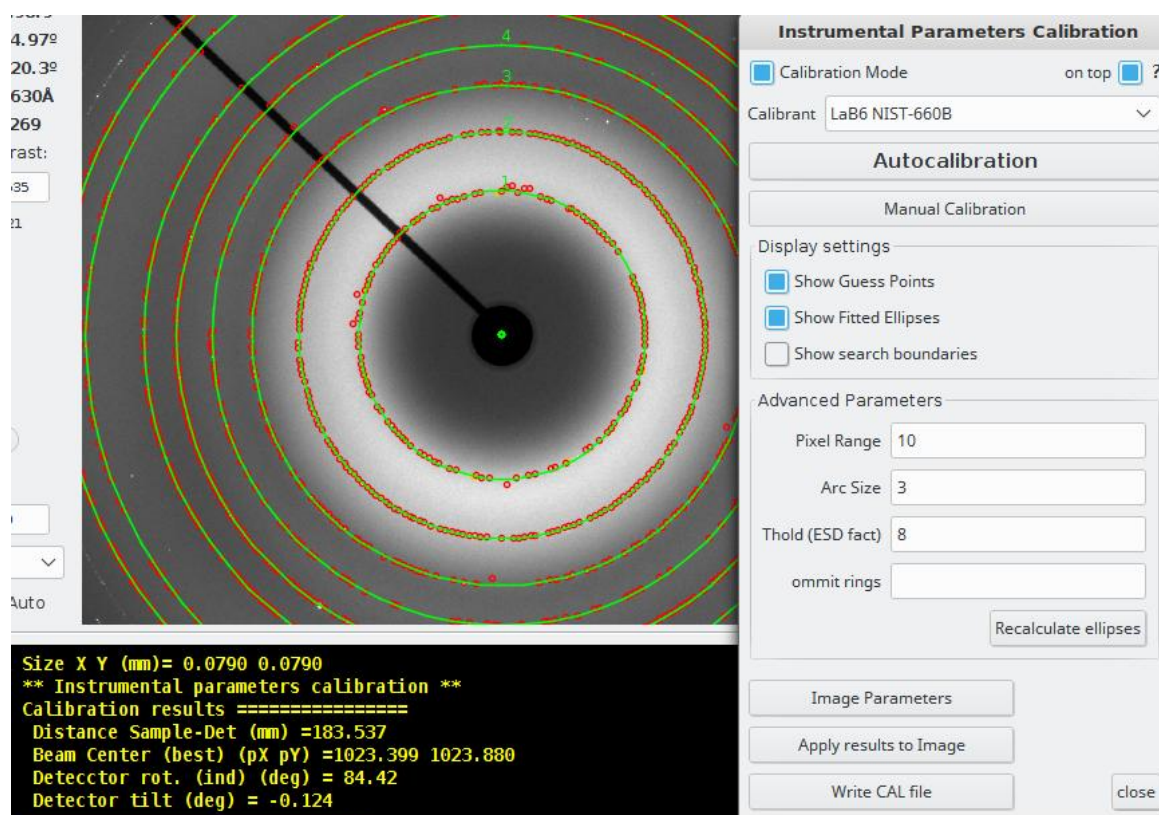 4.97º
20.3º
630Å
269
rast:
535
21
Auto
4
3
2
1
Instrumental Parameters Calibration
Calibration Mode
on top
?
Calibrant
LaB6 NIST-660B
Autocalibration
Manual Calibration
Display settings
Show Guess Points
Show Fitted Ellipses
Show search boundaries
Advanced Parameters
Pixel Range
10
Arc Size
3
Thold (ESD fact)
8
ommit rings
Recalculate ellipses
Image Parameters
Apply results to Image
Write CAL file
close
Size X Y (mm)= 0.0790 0.0790
** Instrumental parameters calibration **
Calibration results ================
Distance Sample-Det (mm) =183.537
Beam Center (best) (pX pY) =1023.399 1023.880
Detecctor rot. (ind) (deg) = 84.42
Detector tilt (deg) = -0.124